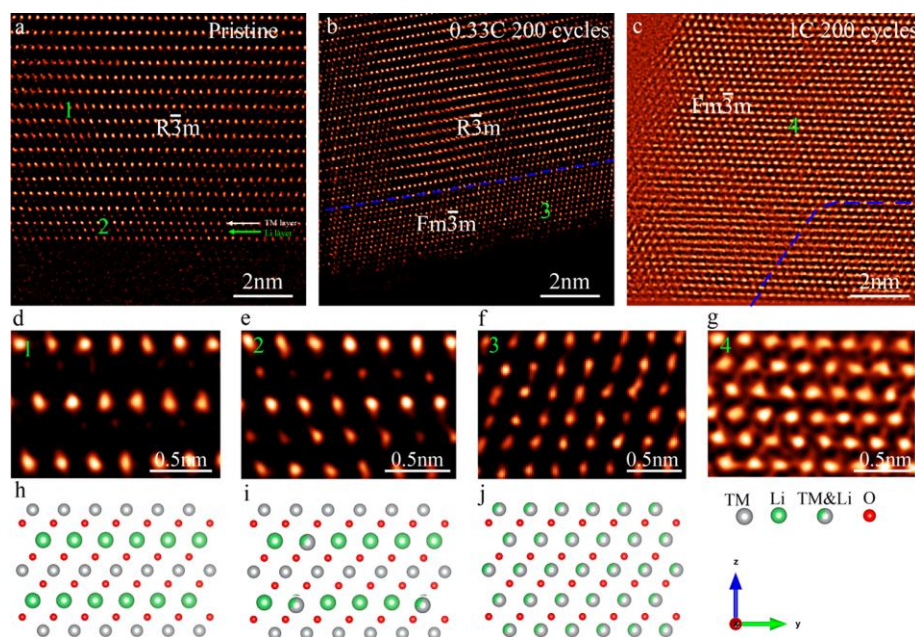 a. Pristine
1
R3̅m
2
TM layer
Li layer
2nm
b 0.33C 200 cycles
R3̅m
Fm3̅m
3
2nm
c 1C 200 cycles
Fm3̅m
4
2nm
d
1
0.5nm
e
2
0.5nm
f
3
0.5nm
g
4
0.5nm
h
i
j
TM Li TM&Li O
z
y